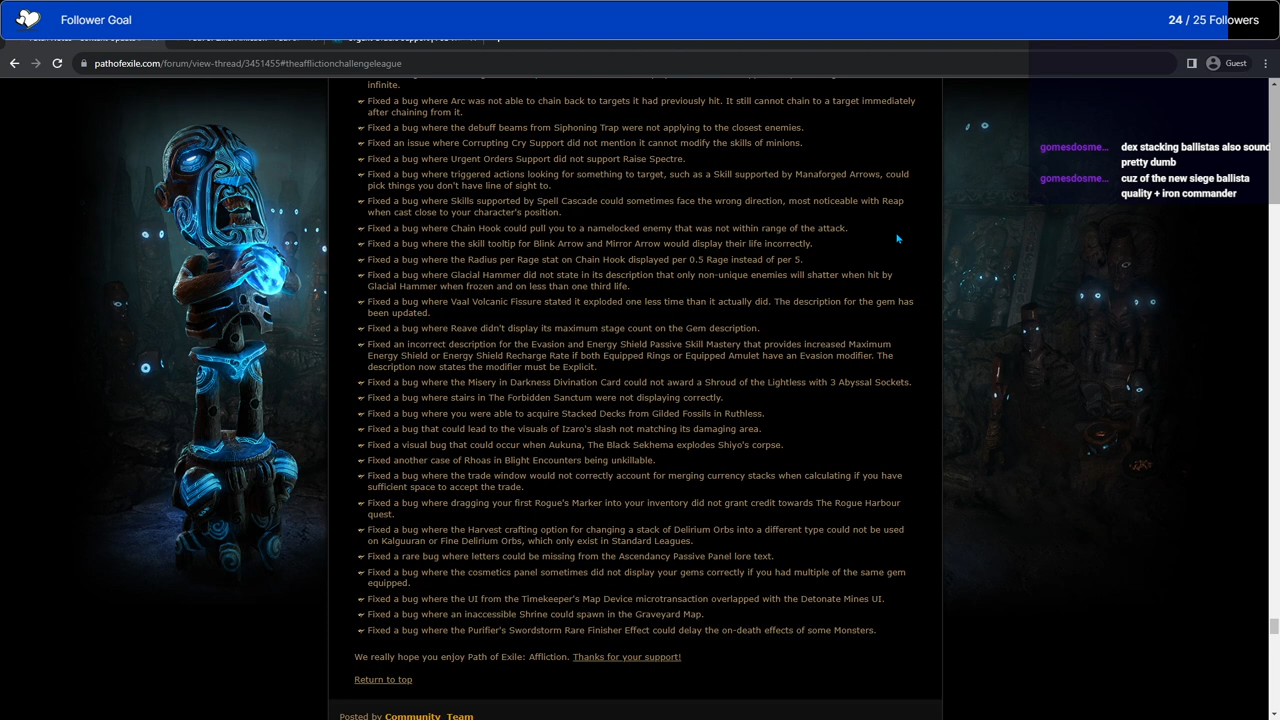 Follower Goal
24 / 25 Followers
pathofexile.com/forum/view-thread/3451455#theafflictionchallengeleague
Guest
infinite.
Fixed a bug where Arc was not able to chain back to targets it had previously hit. It still cannot chain to a target immediately
after chaining from it.
Fixed a bug where the debuff beams from Siphoning Trap were not applying to the closest enemies.
Fixed an issue where Corrupting Cry Support did not mention it cannot modify the skills of minions.
Fixed a bug where Urgent Orders Support did not support Raise Spectre.
Fixed a bug where triggered actions looking for something to target, such as a Skill supported by Manaforged Arrows, could
pick things you don't have line of sight to.
Fixed a bug where Skills supported by Spell Cascade could sometimes face the wrong direction, most noticeable with Reap
when cast close to your character's position.
Fixed a bug where Chain Hook could pull you to a namelocked enemy that was not within range of the attack.
Fixed a bug where the skill tooltip for Blink Arrow and Mirror Arrow would display their life incorrectly.
Fixed a bug where the Radius per Rage stat on Chain Hook displayed per 0.5 Rage instead of per 5.
Fixed a bug where Glacial Hammer did not state in its description that only non-unique enemies will shatter when hit by
Glacial Hammer when frozen and on less than one third life.
Fixed a bug where Vaal Volcanic Fissure stated it exploded one less time than it actually did. The description for the gem has
been updated.
Fixed a bug where Reave didn't display its maximum stage count on the Gem description.
Fixed an incorrect description for the Evasion and Energy Shield Passive Skill Mastery that provides increased Maximum
Energy Shield or Energy Shield Recharge Rate if both Equipped Rings or Equipped Amulet have an Evasion modifier. The
description now states the modifier must be Explicit.
Fixed a bug where the Misery in Darkness Divination Card could not award a Shroud of the Lightless with 3 Abyssal Sockets.
Fixed a bug where stairs in The Forbidden Sanctum were not displaying correctly.
Fixed a bug where you were able to acquire Stacked Decks from Gilded Fossils in Ruthless.
Fixed a bug that could lead to the visuals of Izaro's slash not matching its damaging area.
Fixed a visual bug that could occur when Aukuna, The Black Sekhema explodes Shiyo's corpse.
Fixed another case of Rhoas in Blight Encounters being unkillable.
Fixed a bug where the trade window would not correctly account for merging currency stacks when calculating if you have
sufficient space to accept the trade.
Fixed a bug where dragging your first Rogue's Marker into your inventory did not grant credit towards The Rogue Harbour
quest.
Fixed a bug where the Harvest crafting option for changing a stack of Delirium Orbs into a different type could not be used
on Kalguuran or Fine Delirium Orbs, which only exist in Standard Leagues.
Fixed a rare bug where letters could be missing from the Ascendancy Passive Panel lore text.
Fixed a bug where the cosmetics panel sometimes did not display your gems correctly if you had multiple of the same gem
equipped.
Fixed a bug where the UI from the Timekeeper's Map Device microtransaction overlapped with the Detonate Mines UI.
Fixed a bug where an inaccessible Shrine could spawn in the Graveyard Map.
Fixed a bug where the Purifier's Swordstorm Rare Finisher Effect could delay the on-death effects of some Monsters.
We really hope you enjoy Path of Exile: Affliction. Thanks for your support!
Return to top
Posted by Community_Team
gomesdosme... dex stacking ballistas also sound
pretty dumb
gomesdosme... cuz of the new siege ballista
quality + iron commander